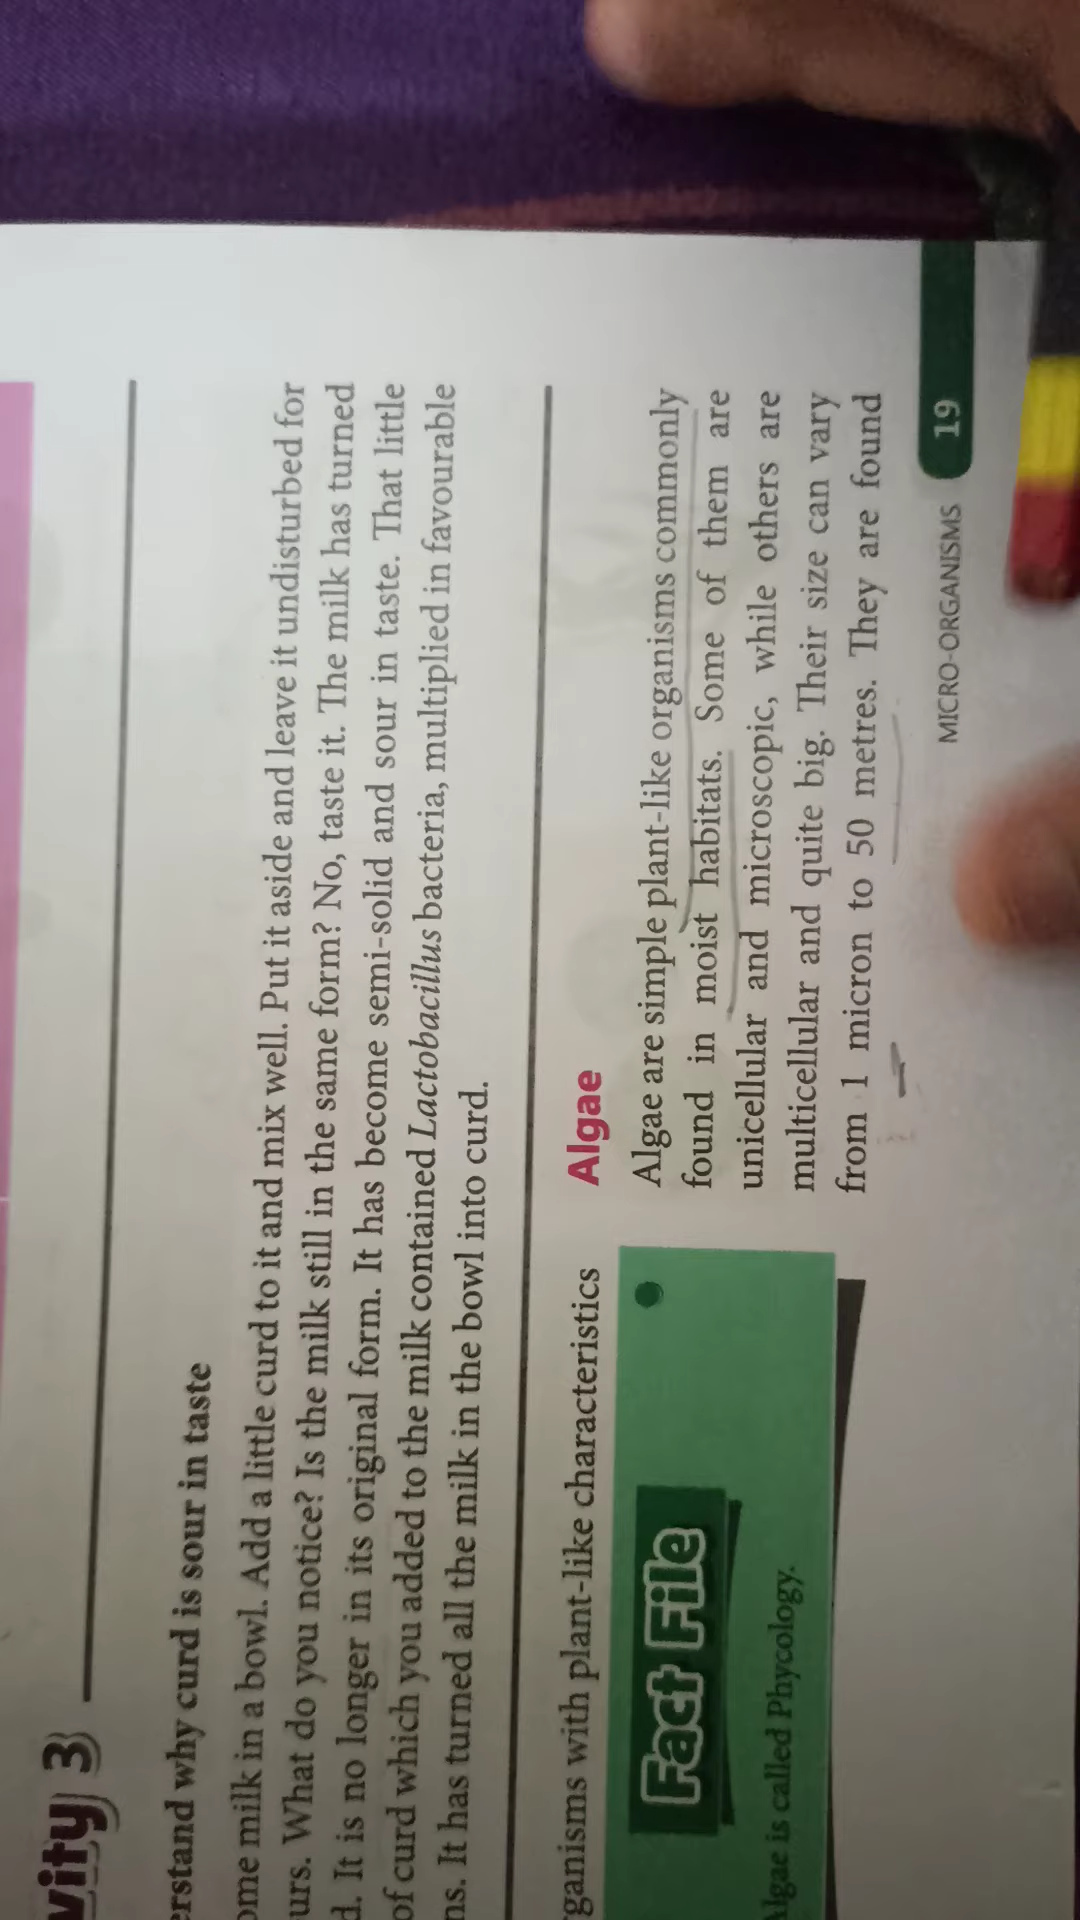 vity 3
erstand why curd is sour in taste
ome milk in a bowl. Add a little curd to it and mix well. Put it aside and leave it undisturbed for
urs. What do you notice? Is the milk still in the same form? No, taste it. The milk has turned
d. It is no longer in its original form. It has become semi-solid and sour in taste. That little
of curd which you added to the milk contained Lactobacillus bacteria, multiplied in favourable
ns. It has turned all the milk in the bowl into curd.
ganisms with plant-like characteristics
Fact File
Algae is called Phycology.
Algae
Algae are simple plant-like organisms commonly
found in moist habitats. Some of them are
unicellular and microscopic, while others are
multicellular and quite big. Their size can vary
from 1 micron to 50 metres. They are found
MICRO-ORGANISMS 19